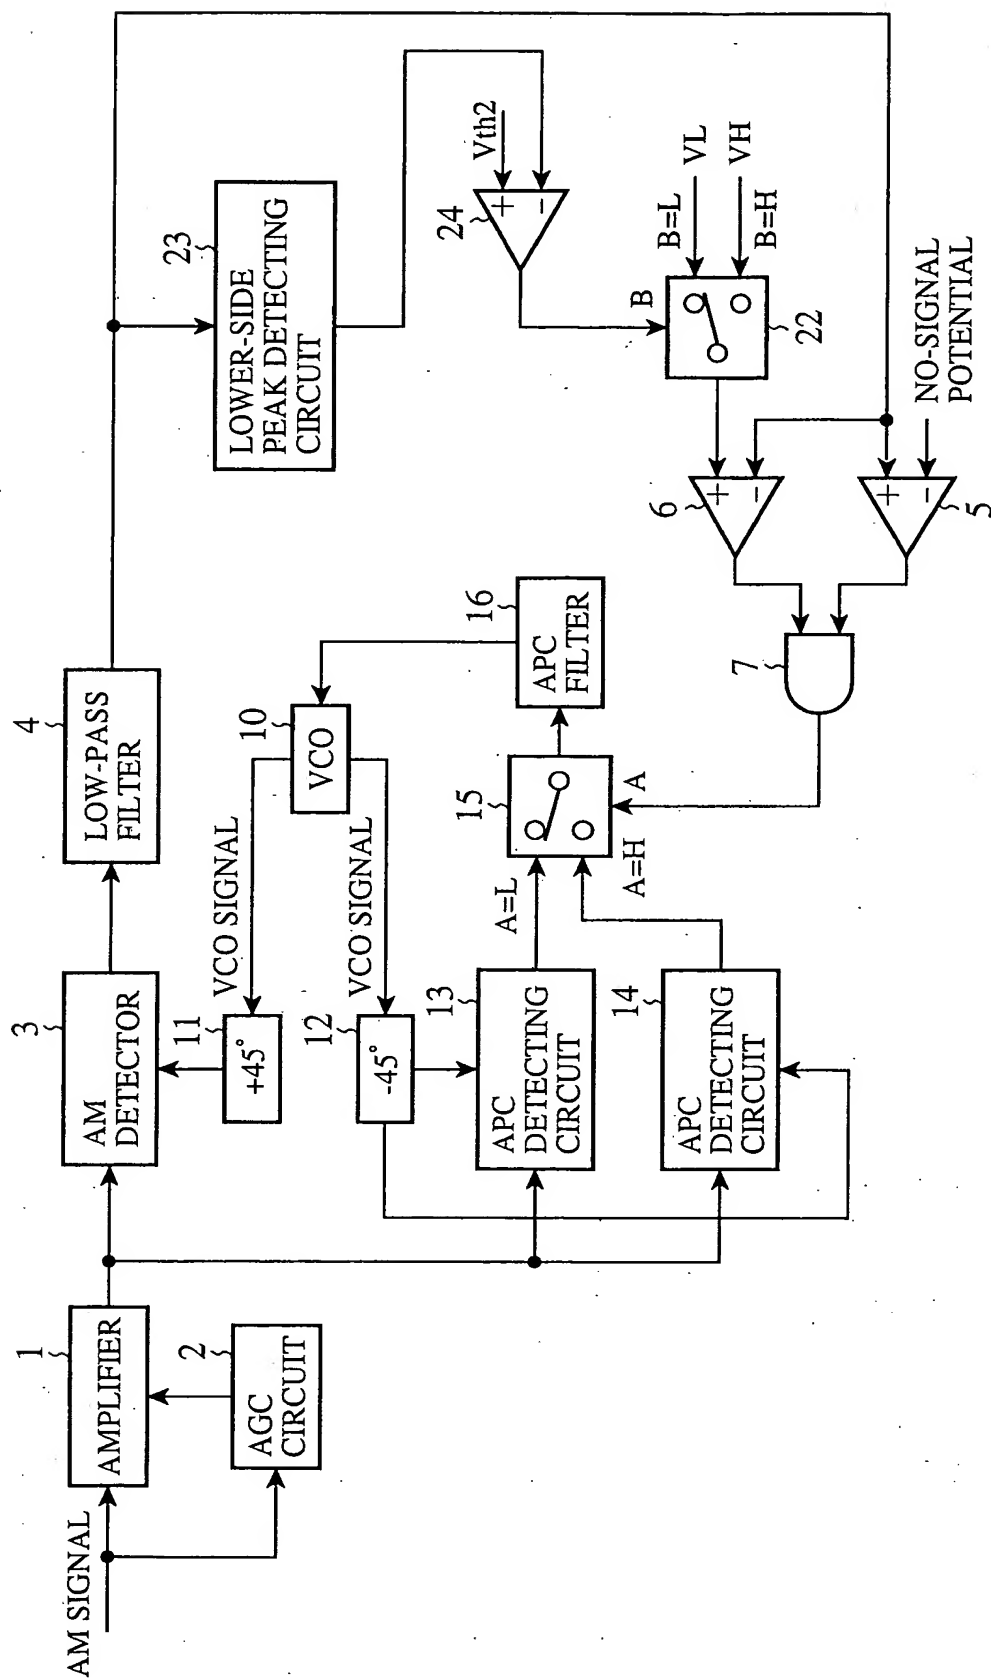 AM SIGNAL
1
AMPLIFIER
2
AGC
CIRCUIT
3
AM
DETECTOR
4
LOW-PASS
FILTER
11
+45°
12
-45°
VCO SIGNAL
VCO SIGNAL
10
VCO
13
APC
DETECTING
CIRCUIT
14
APC
DETECTING
CIRCUIT
A=L
A=H
15
A
16
APC
FILTER
7
6
+
-
5
+
-
NO-SIGNAL
POTENTIAL
23
LOWER-SIDE
PEAK DETECTING
CIRCUIT
24
+
-
Vth2
B
22
B=L
VL
B=H
VH